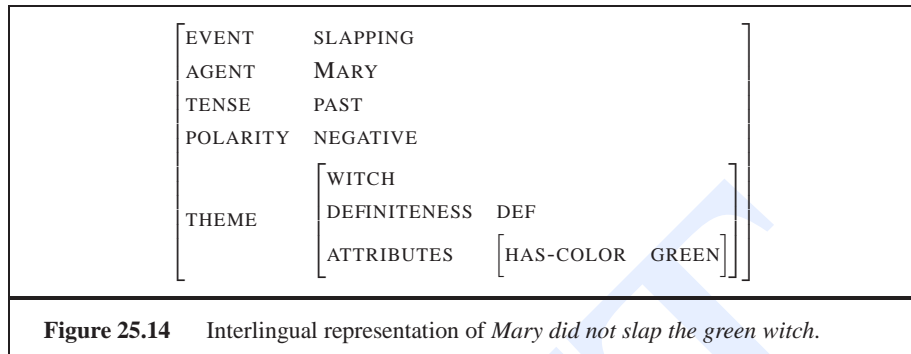 EVENT SLAPPING
AGENT MARY
TENSE PAST
POLARITY NEGATIVE
WITCH
THEME DEFINITENESS DEF
ATTRIBUTES [HAS-COLOR GREEN]
Figure 25.14 Interlingual representation of Mary did not slap the green witch.